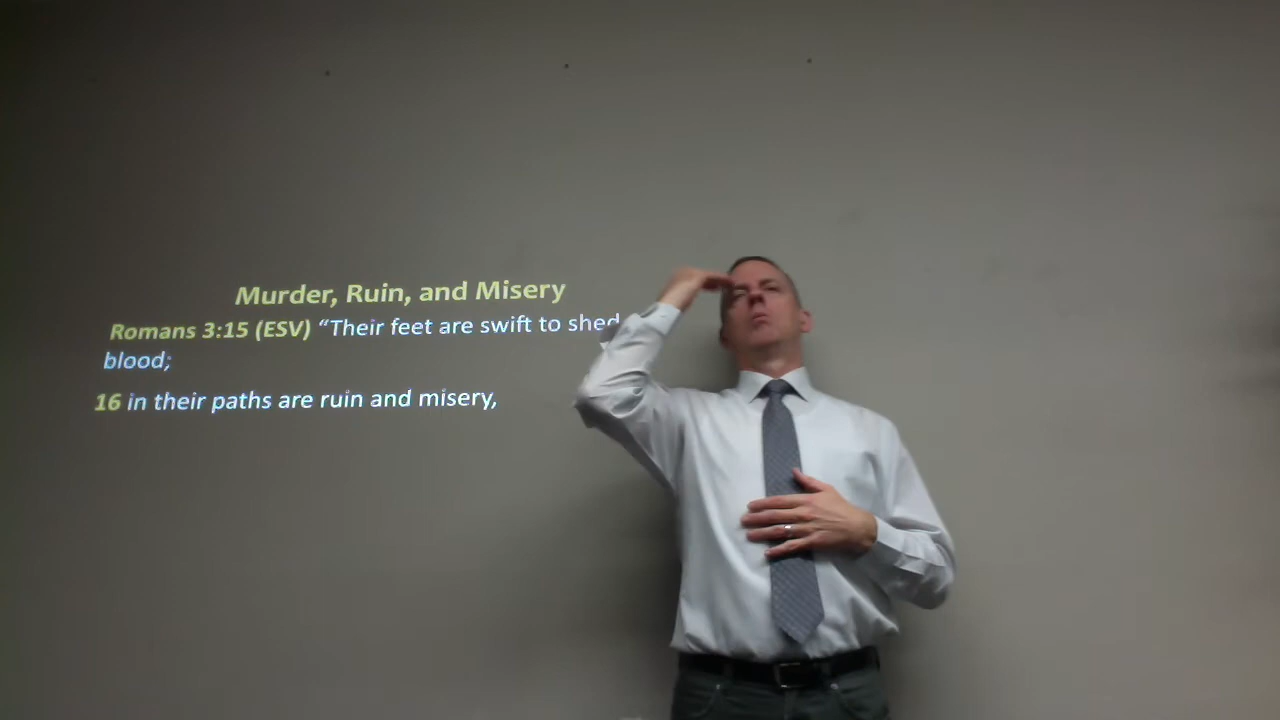 Murder, Ruin, and Misery
Romans 3:15 (ESV) “Their feet are swift to shed
blood;
16 in their paths are ruin and misery,